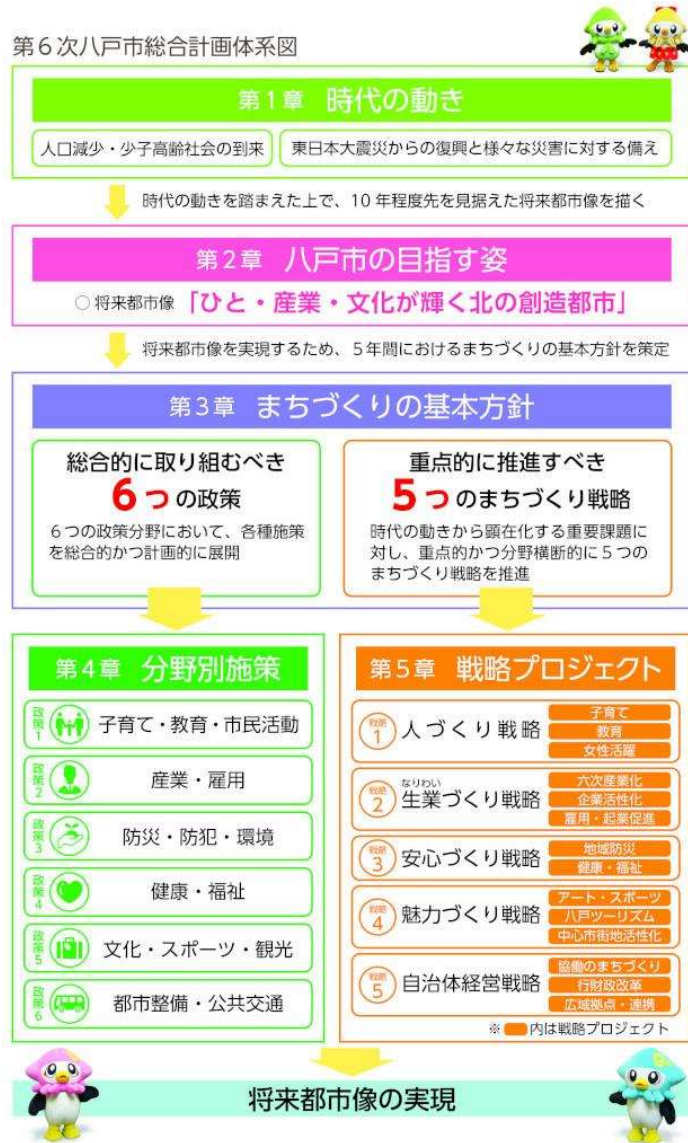 第6次八戸市総合計画体系図
第1章 時代の動き
人口減少・少子高齢社会の到来
東日本大震災からの復興と様々な災害に対する備え
時代の動きを踏まえた上で、10年程度先を見据えた将来都市像を描く
第2章 八戸市の目指す姿
○将来都市像「ひと・産業・文化が輝く北の創造都市」
将来都市像を実現するため、5年間におけるまちづくりの基本方針を策定
第3章 まちづくりの基本方針
総合的に取り組むべき
6つの政策
6つの政策分野において、各種施策
を総合的かつ計画的に展開
重点的に推進すべき
5つのまちづくり戦略
時代の動きから顕在化する重要課題に
対し、重点的かつ分野横断的に5つの
まちづくり戦略を推進
第4章 分野別施策
政策1 子育て・教育・市民活動
政策2 産業・雇用
政策3 防災・防犯・環境
政策4 健康・福祉
政策5 文化・スポーツ・観光
政策6 都市整備・公共交通
第5章 戦略プロジェクト
戦略1 人づくり戦略
子育て
教育
女性活躍
なりわい
戦略2 生業づくり戦略
六次産業化
企業活性化
雇用・起業促進
戦略3 安心づくり戦略
地域防災
健康・福祉
戦略4 魅力づくり戦略
アート・スポーツ
八戸ツーリズム
中心市街地活性化
戦略5 自治体経営戦略
協働のまちづくり
行財政改革
広域拠点・連携
※ 内は戦略プロジェクト
将来都市像の実現